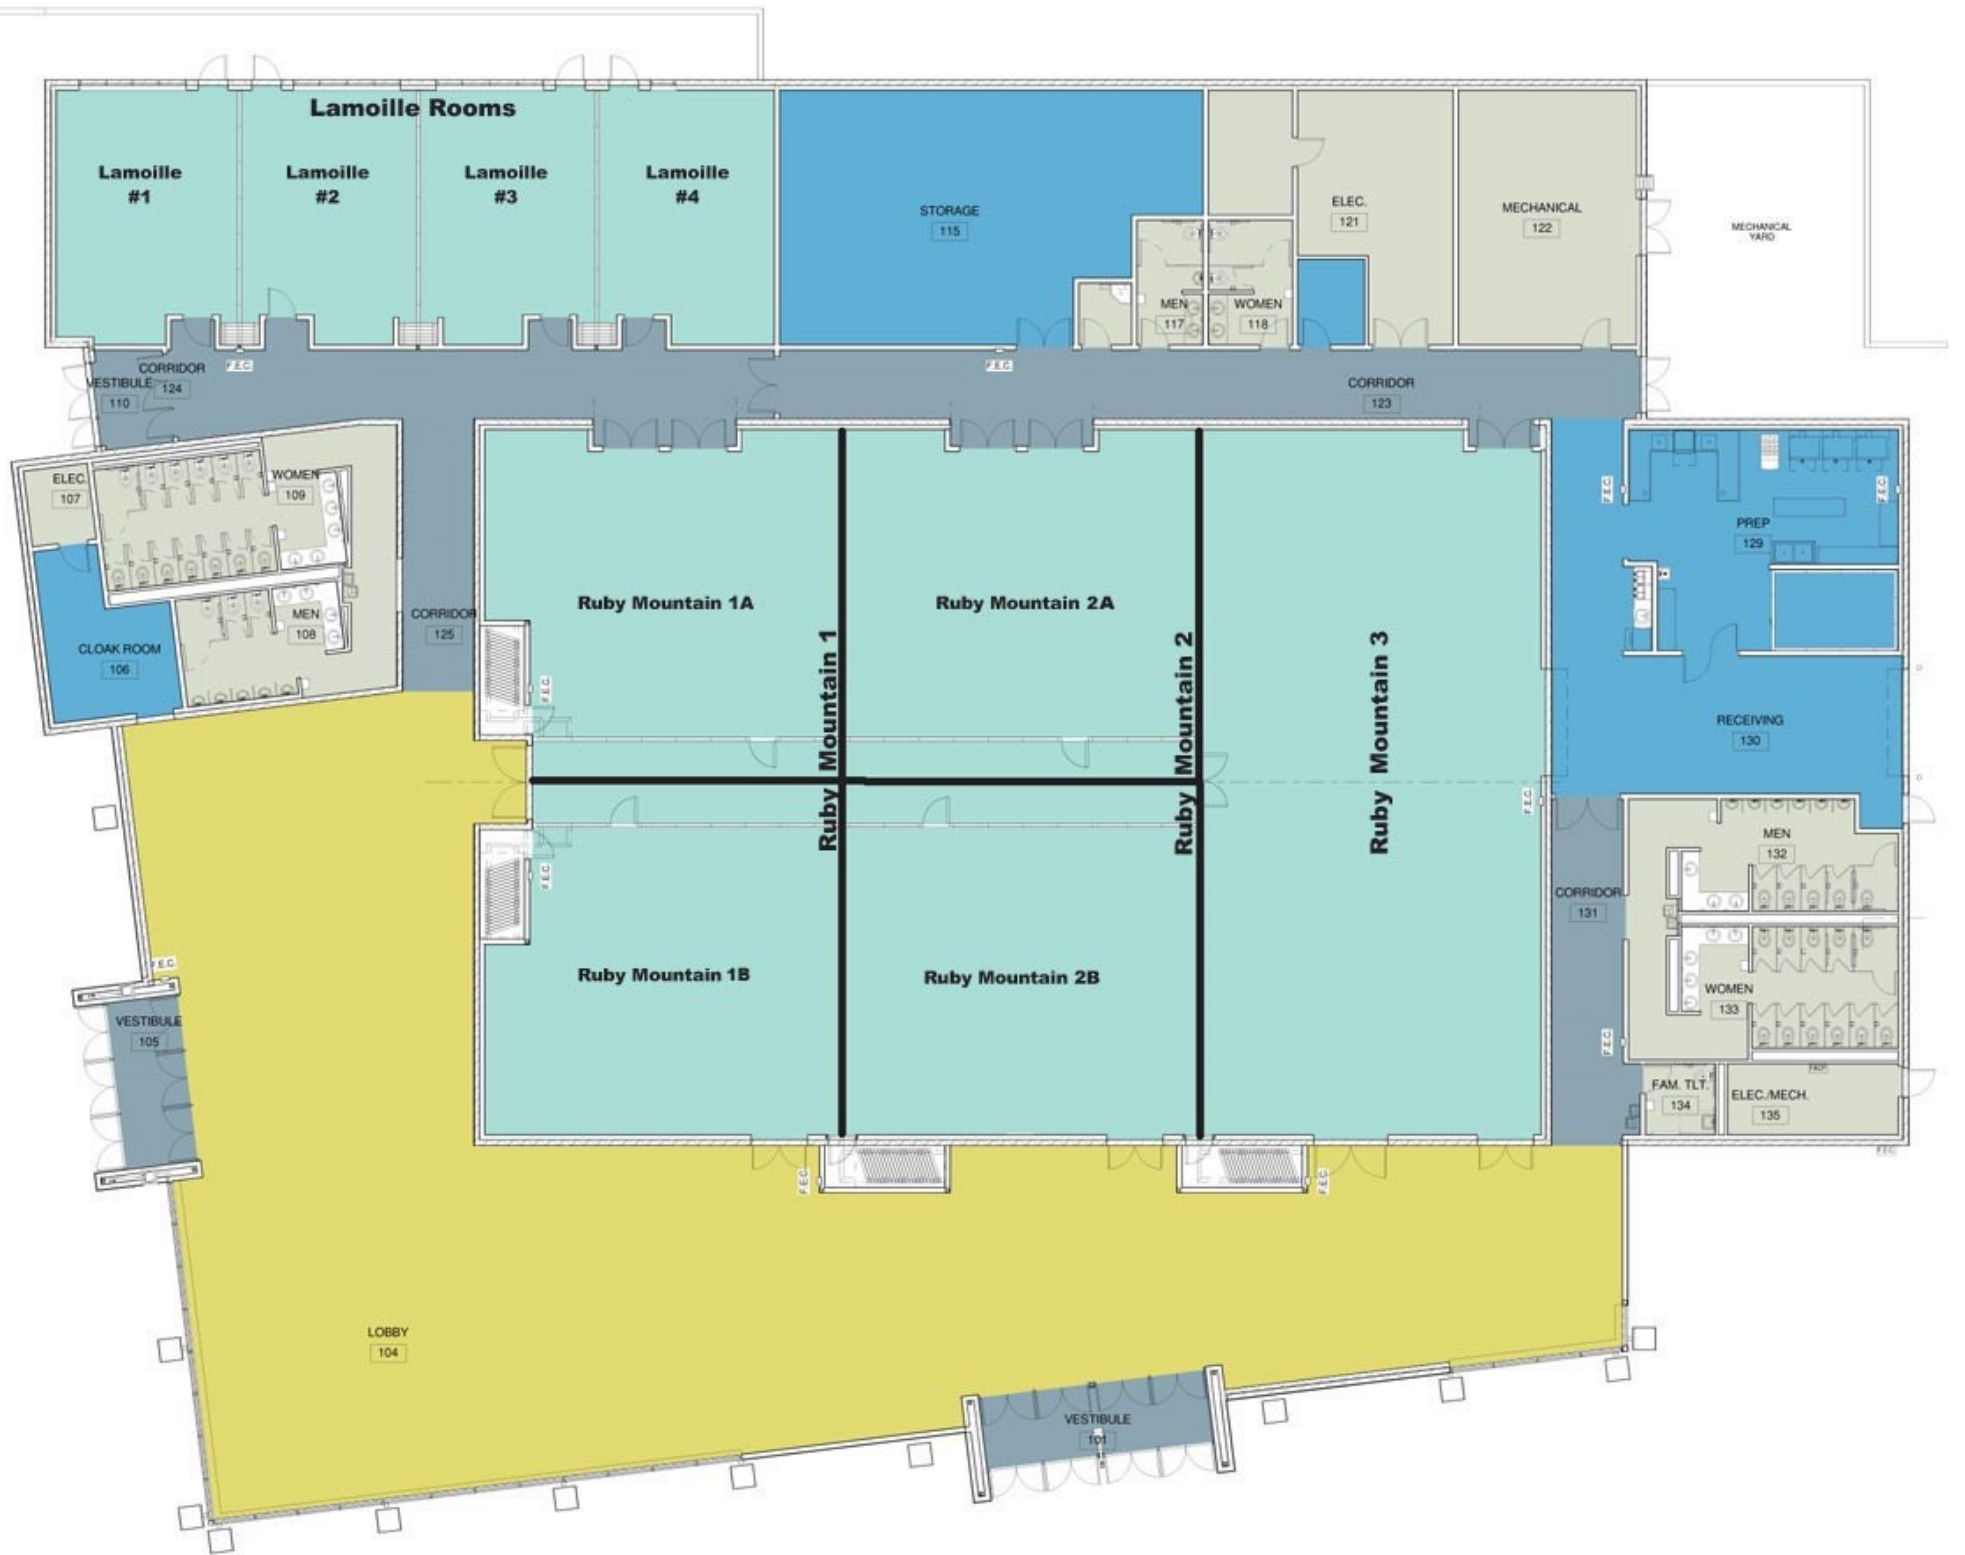 Lamoille Rooms
Lamoille
#1
Lamoille
#2
Lamoille
#3
Lamoille
#4
STORAGE
115
MEN
117
WOMEN
118
ELEC.
121
MECHANICAL
122
MECHANICAL
YARD
CORRIDOR
124
VESTIBULE
110
F.E.C.
F.E.C.
CORRIDOR
123
ELEC.
107
WOMEN
109
MEN
108
CLOAK ROOM
106
CORRIDOR
125
Ruby Mountain 1A
Ruby Mountain 1
Ruby Mountain 2A
Ruby Mountain 2
Ruby Mountain 3
F.E.C.
F.E.C.
F.E.C.
Ruby Mountain 1B
Ruby Mountain 2B
F.E.C.
F.E.C.
PREP
129
RECEIVING
130
MEN
132
CORRIDOR
131
WOMEN
133
F.E.C.
FAM. TLT.
134
ELEC./MECH.
135
F.E.C.
F.E.C.
VESTIBULE
105
F.E.C.
F.E.C.
LOBBY
104
VESTIBULE
101